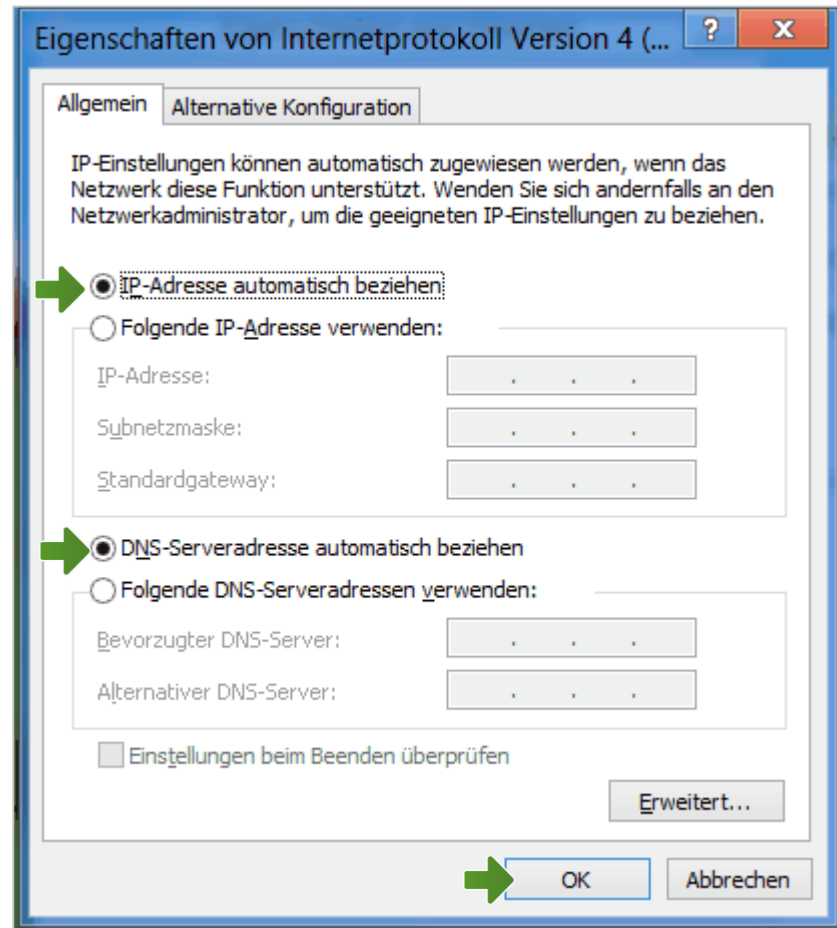 Eigenschaften von Internetprotokoll Version 4 (...
?
x
Allgemein
Alternative Konfiguration
IP-Einstellungen können automatisch zugewiesen werden, wenn das
Netzwerk diese Funktion unterstützt. Wenden Sie sich andernfalls an den
Netzwerkadministrator, um die geeigneten IP-Einstellungen zu beziehen.
IP-Adresse automatisch beziehen
Folgende IP-Adresse verwenden:
IP-Adresse: . . .
Subnetzmaske: . . .
Standardgateway: . . .
DNS-Serveradresse automatisch beziehen
Folgende DNS-Serveradressen verwenden:
Bevorzugter DNS-Server: . . .
Alternativer DNS-Server: . . .
Einstellungen beim Beenden überprüfen
Erweitert...
OK
Abbrechen